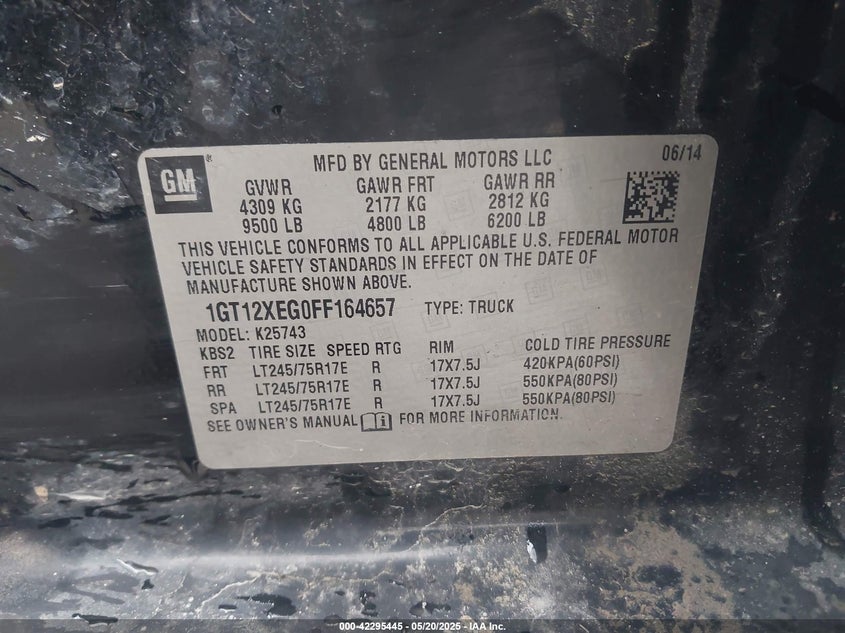 GM
MFD BY GENERAL MOTORS LLC 06/14
GVWR GAWR FRT GAWR RR
4309 KG 2177 KG 2812 KG
9500 LB 4800 LB 6200 LB
THIS VEHICLE CONFORMS TO ALL APPLICABLE U.S. FEDERAL MOTOR
VEHICLE SAFETY STANDARDS IN EFFECT ON THE DATE OF
MANUFACTURE SHOWN ABOVE.
1GT12XEG0FF164657 TYPE: TRUCK
MODEL: K25743
KBS2 TIRE SIZE SPEED RTG RIM COLD TIRE PRESSURE
FRT LT245/75R17E R 17X7.5J 420KPA(60PSI)
RR LT245/75R17E R 17X7.5J 550KPA(80PSI)
SPA LT245/75R17E R 17X7.5J 550KPA(80PSI)
SEE OWNER'S MANUAL FOR MORE INFORMATION.
000-42295445 - 05/20/2025 - IAA Inc.